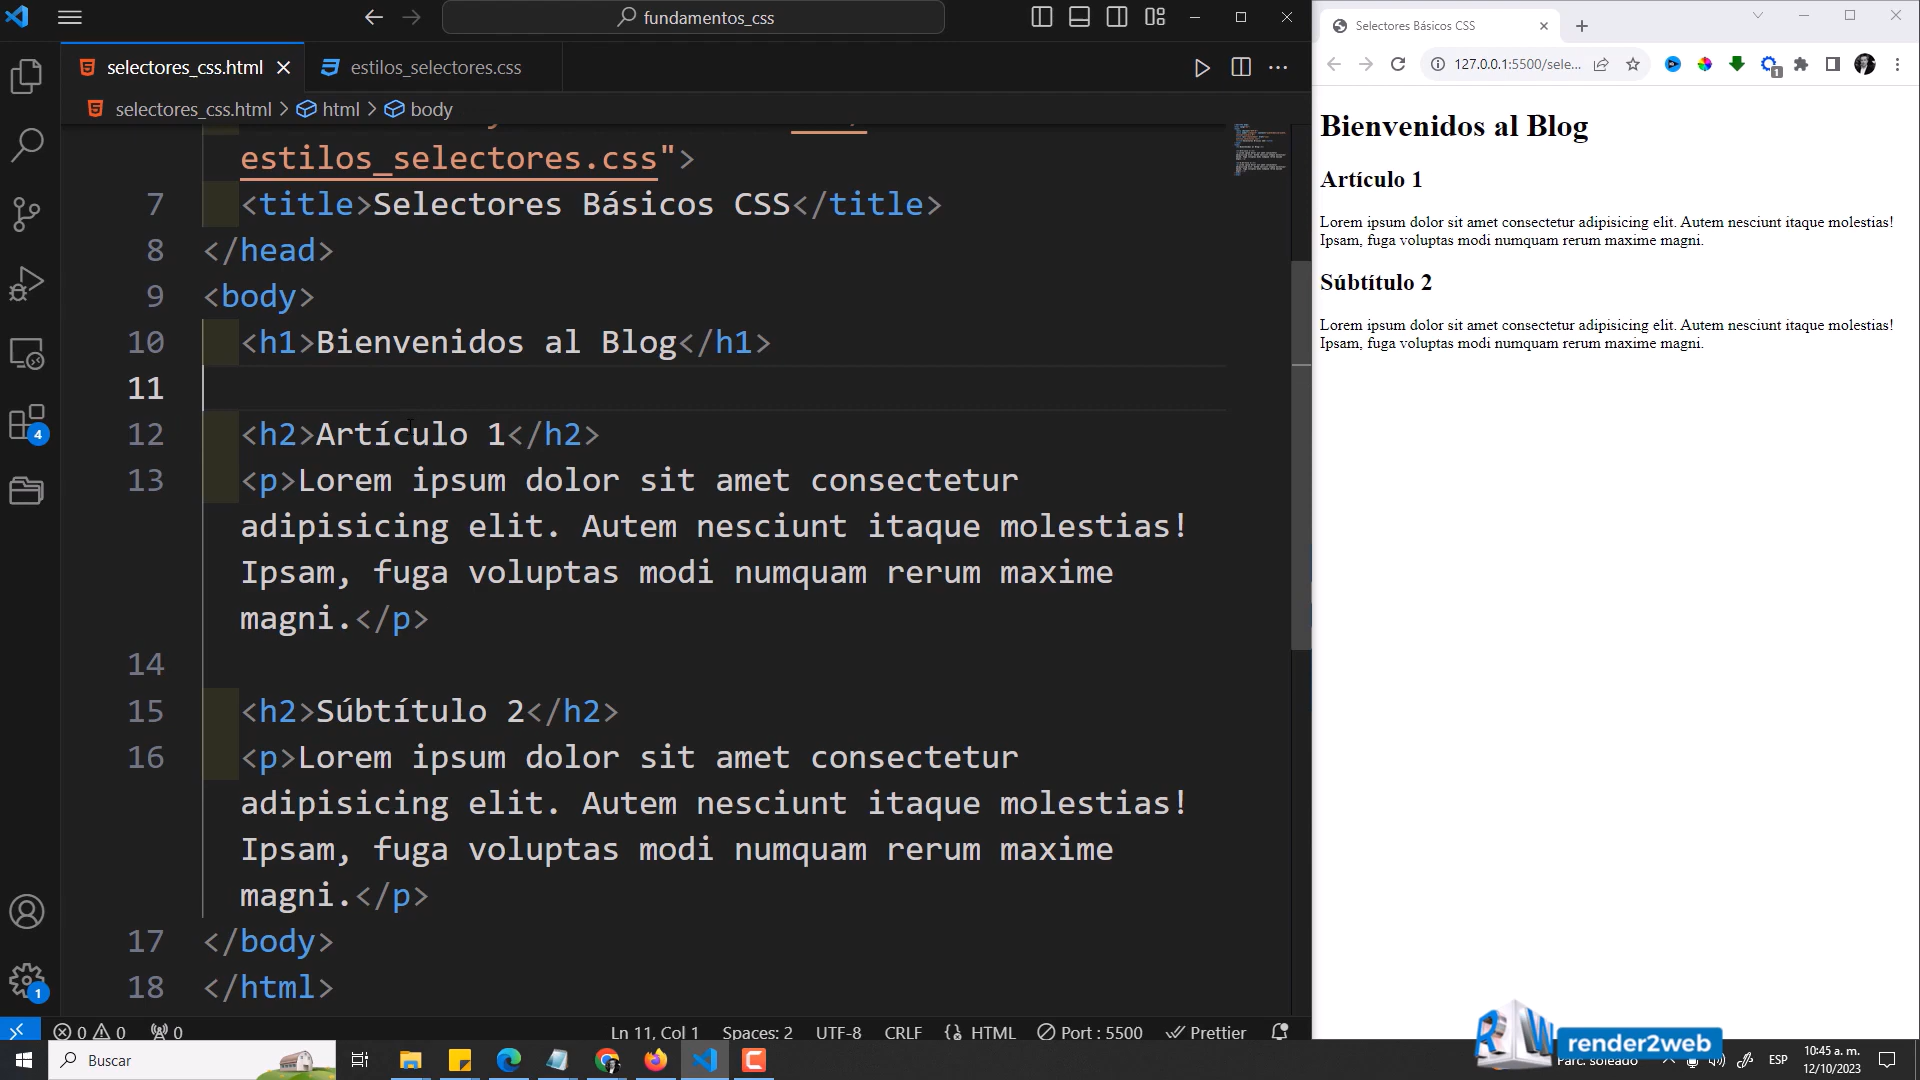 fundamentos_css
selectores_css.html
estilos_selectores.css
selectores_css.html > html > body
estilos_selectores.css">
7 <title>Selectores Básicos CSS</title>
8 </head>
9 <body>
10 <h1>Bienvenidos al Blog</h1>
11
12 <h2>Artículo 1</h2>
13 <p>Lorem ipsum dolor sit amet consectetur
adipisicing elit. Autem nesciunt itaque molestias!
Ipsam, fuga voluptas modi numquam rerum maxime
magni.</p>
14
15 <h2>Súbtítulo 2</h2>
16 <p>Lorem ipsum dolor sit amet consectetur
adipisicing elit. Autem nesciunt itaque molestias!
Ipsam, fuga voluptas modi numquam rerum maxime
magni.</p>
17 </body>
18 </html>
4
1
0 0 0
Ln 11, Col 1 Spaces: 2 UTF-8 CRLF HTML Port : 5500 Prettier
Selectores Básicos CSS
127.0.0.1:5500/sele...
1
Bienvenidos al Blog
Artículo 1
Lorem ipsum dolor sit amet consectetur adipisicing elit. Autem nesciunt itaque molestias!
Ipsam, fuga voluptas modi numquam rerum maxime magni.
Súbtítulo 2
Lorem ipsum dolor sit amet consectetur adipisicing elit. Autem nesciunt itaque molestias!
Ipsam, fuga voluptas modi numquam rerum maxime magni.
R W render2web
Buscar
Parc. soleado
ESP
10:45 a. m.
12/10/2023